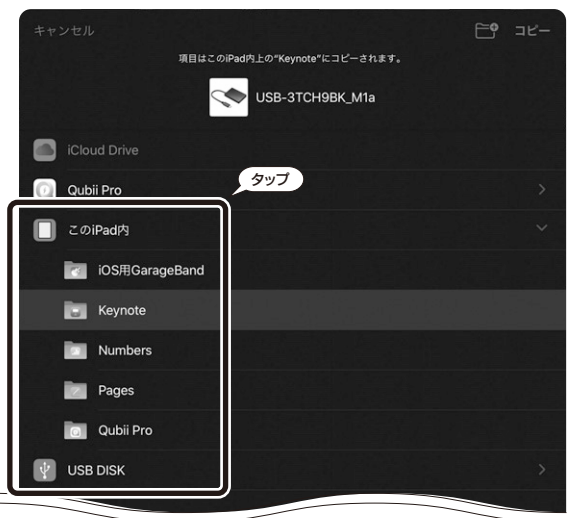 キャンセル コピー
項目はこのiPad内上の“Keynote”にコピーされます。
USB-3TCH9BK_M1a
iCloud Drive
Qubii Pro
タップ
このiPad内
iOS用GarageBand
Keynote
Numbers
Pages
Qubii Pro
USB DISK